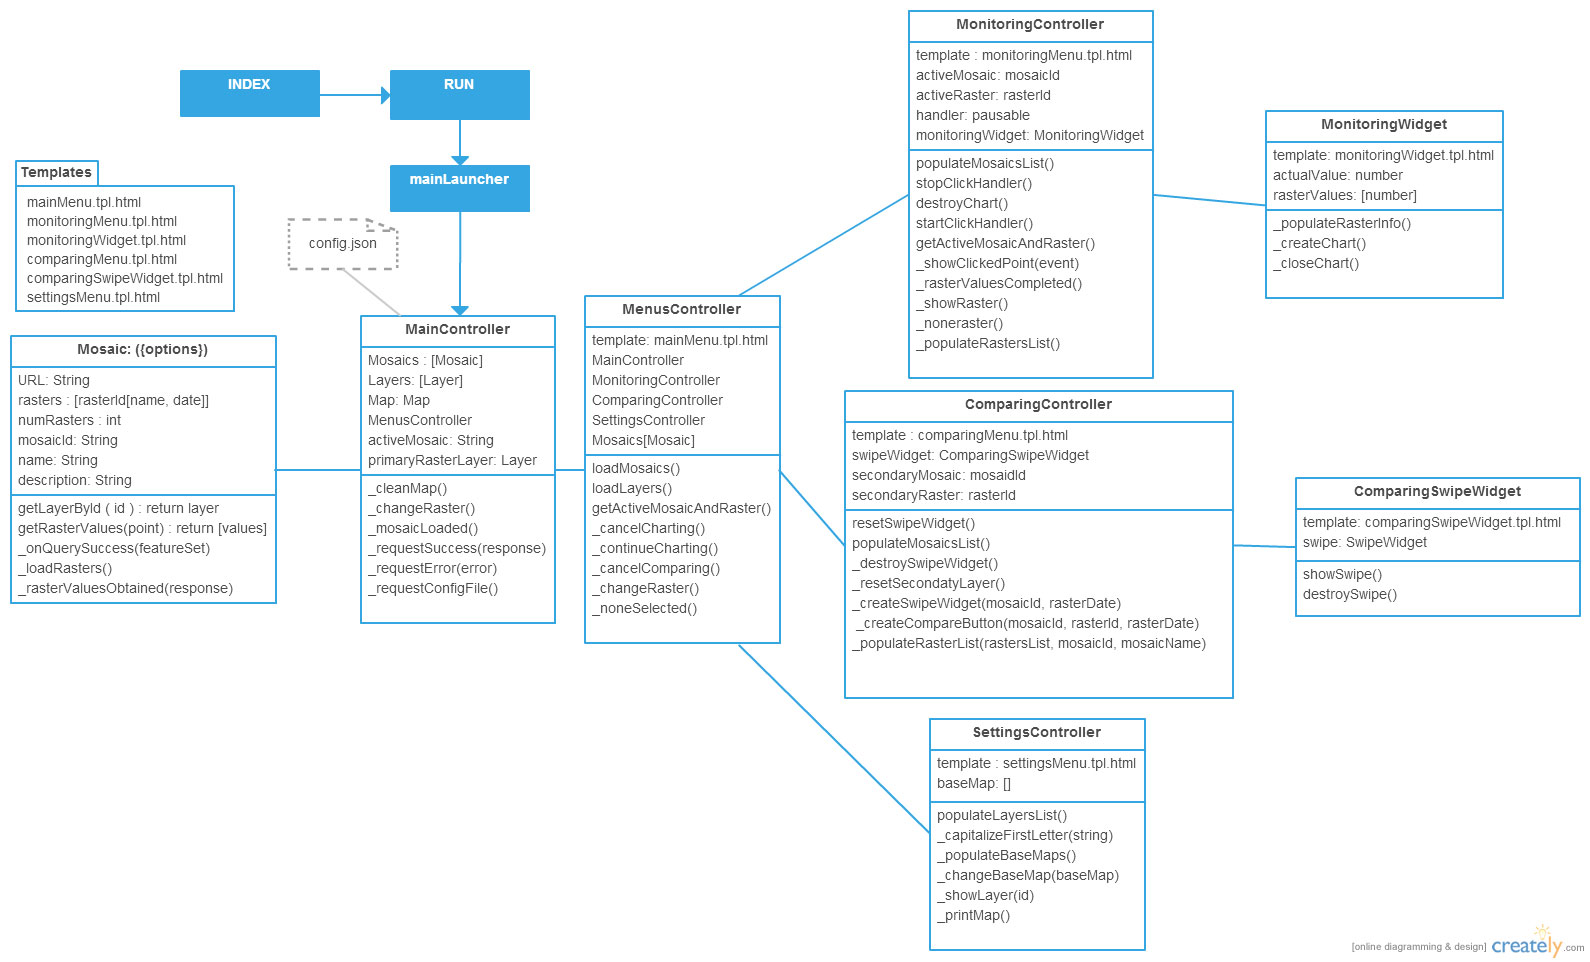 INDEX
RUN
mainLauncher
config.json
Templates
mainMenu.tpl.html
monitoringMenu.tpl.html
monitoringWidget.tpl.html
comparingMenu.tpl.html
comparingSwipeWidget.tpl.html
settingsMenu.tpl.html
Mosaic: ({options})
URL: String
rasters : [rasterId[name, date]]
numRasters : int
mosaicId: String
name: String
description: String
getLayerById ( id ) : return layer
getRasterValues(point) : return [values]
_onQuerySuccess(featureSet)
_loadRasters()
_rasterValuesObtained(response)
MainController
Mosaics : [Mosaic]
Layers: [Layer]
Map: Map
MenusController
activeMosaic: String
primaryRasterLayer: Layer
_cleanMap()
_changeRaster()
_mosaicLoaded()
_requestSuccess(response)
_requestError(error)
_requestConfigFile()
MenusController
template: mainMenu.tpl.html
MainController
MonitoringController
ComparingController
SettingsController
Mosaics[Mosaic]
loadMosaics()
loadLayers()
getActiveMosaicAndRaster()
_cancelCharting()
_continueCharting()
_cancelComparing()
_changeRaster()
_noneSelected()
MonitoringController
template : monitoringMenu.tpl.html
activeMosaic: mosaicId
activeRaster: rasterId
handler: pausable
monitoringWidget: MonitoringWidget
populateMosaicsList()
stopClickHandler()
destroyChart()
startClickHandler()
getActiveMosaicAndRaster()
_showClickedPoint(event)
_rasterValuesCompleted()
_showRaster()
_noneraster()
_populateRastersList()
MonitoringWidget
template: monitoringWidget.tpl.html
actualValue: number
rasterValues: [number]
_populateRasterInfo()
_createChart()
_closeChart()
ComparingController
template : comparingMenu.tpl.html
swipeWidget: ComparingSwipeWidget
secondaryMosaic: mosaidId
secondaryRaster: rasterId
resetSwipeWidget()
populateMosaicsList()
_destroySwipeWidget()
_resetSecondatyLayer()
_createSwipeWidget(mosaicId, rasterDate)
_createCompareButton(mosaicId, rasterId, rasterDate)
_populateRasterList(rastersList, mosaicId, mosaicName)
ComparingSwipeWidget
template: comparingSwipeWidget.tpl.html
swipe: SwipeWidget
showSwipe()
destroySwipe()
SettingsController
template : settingsMenu.tpl.html
baseMap: []
populateLayersList()
_capitalizeFirstLetter(string)
_populateBaseMaps()
_changeBaseMap(baseMap)
_showLayer(id)
_printMap()
[online diagramming & design] creately.com